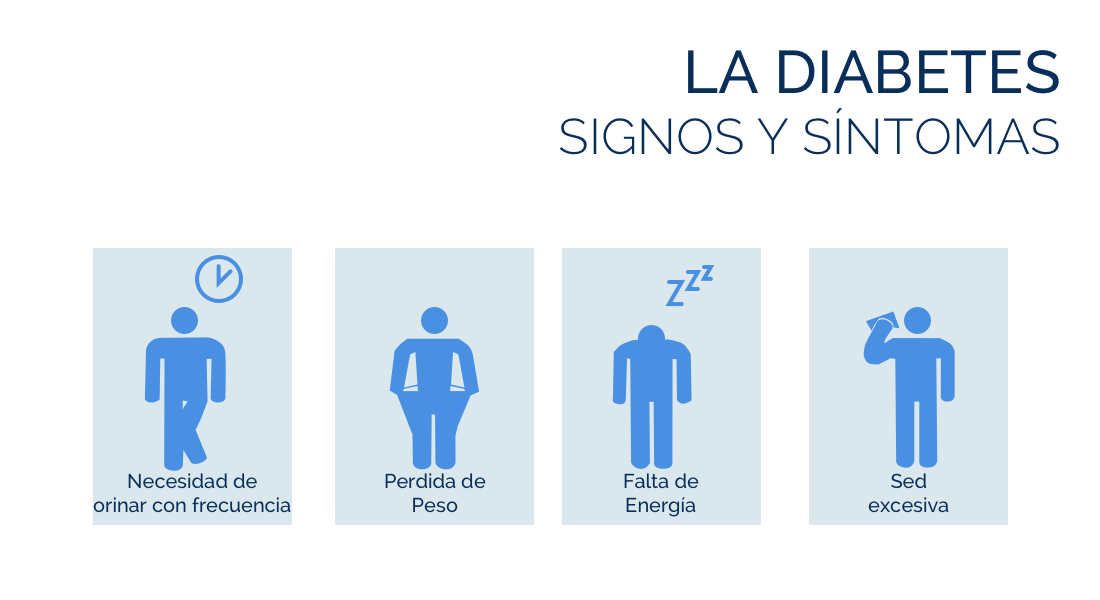 LA DIABETES
SIGNOS Y SÍNTOMAS
Necesidad de
orinar con frecuencia
Perdida de
Peso
zzz
Falta de
Energía
Sed
excesiva